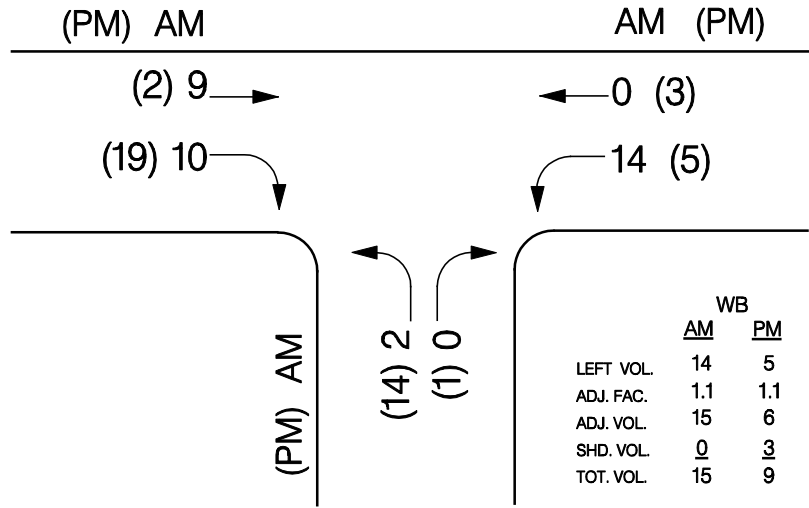 (PM) AM AM (PM)
(2) 9 0 (3)
(19) 10 14 (5)
(PM) AM
(14) 2
(1) 0
WB
AM PM
LEFT VOL. 14 5
ADJ. FAC. 1.1 1.1
ADJ. VOL. 15 6
SHD. VOL. 0 3
TOT. VOL. 15 9